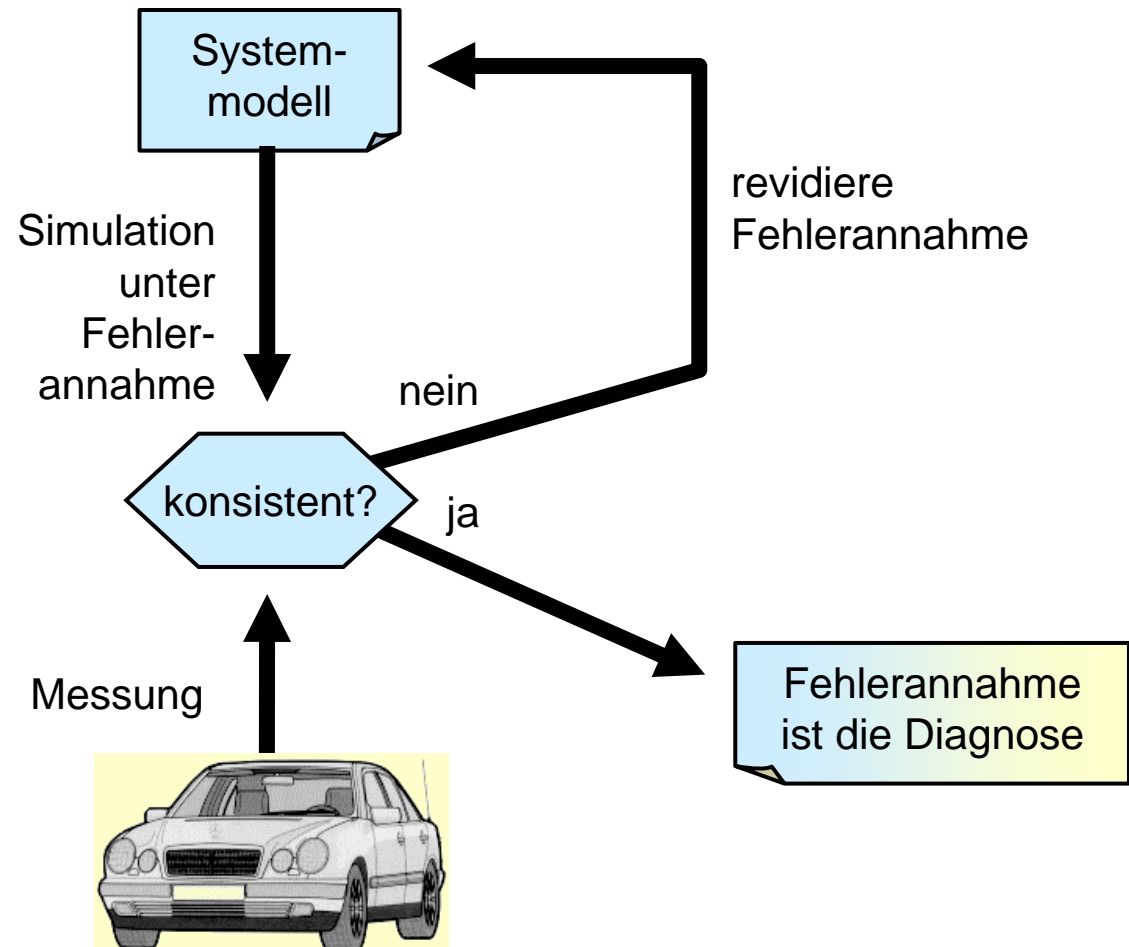 System-
modell
revidiere
Fehlerannahme
Simulation
unter
Fehler-
annahme
nein
konsistent?
ja
Messung
Fehlerannahme
ist die Diagnose